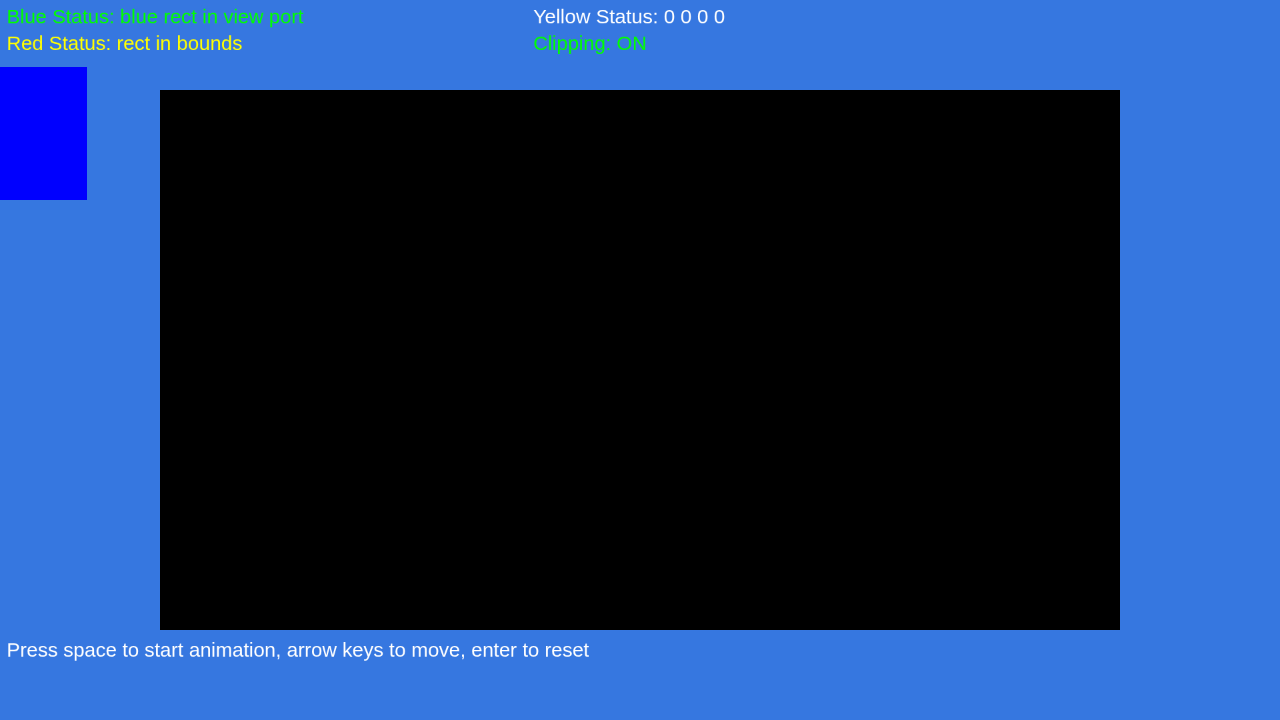 Blue Status: blue rect in view port
Yellow Status: 0 0 0 0
Red Status: rect in bounds
Clipping: ON
Press space to start animation, arrow keys to move, enter to reset